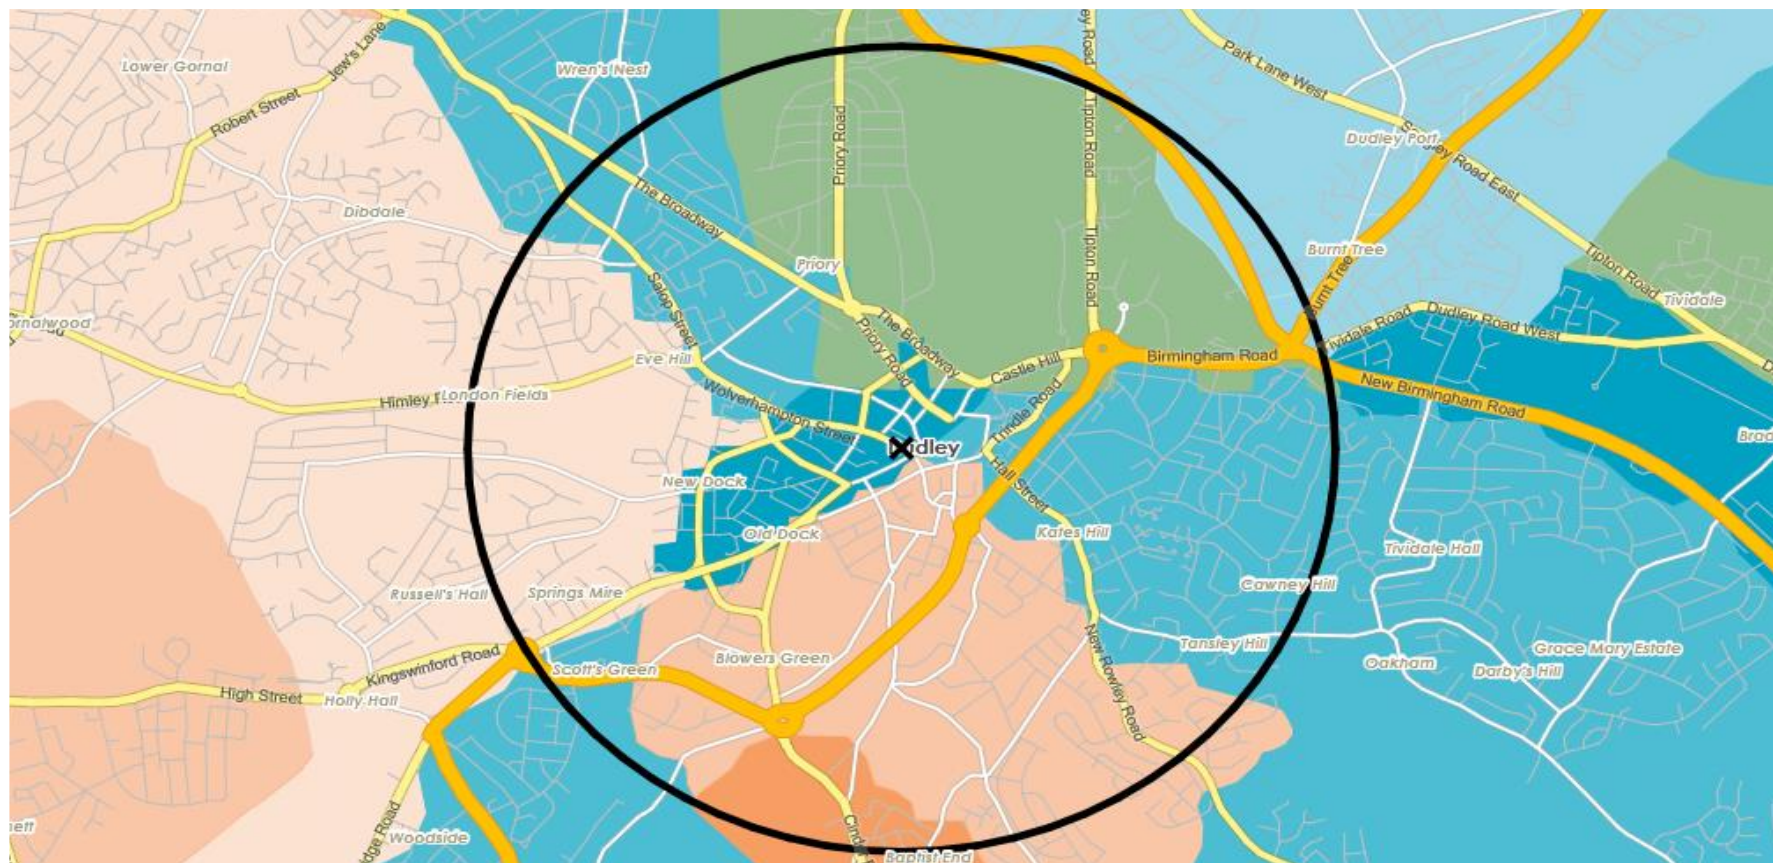 Lower Gornal
Jew's Lane
Robert Street
Wren's Nest
Park Lane West
Dudley Port
Priory Road
Tipton Road
The Broadway
Dibdale
Tipton Road
Burnt Tree
Burnt Tree
Tipton Road
Tividale
Priory
Salop Street
The Broadway
Priory Road
Castle Hill
Birmingham Road
Tividale Road
Dudley Road West
New Birmingham Road
Eve Hill
London Fields
Wolverhampton Street
Trindle Road
Hall Street
New Dock
Old Dock
Kates Hill
Tividale Hall
Cawney Hill
Russell's Hall
Springs Mire
Tansley Hill
Oakham
Darby's Hill
Grace Mary Estate
Kingswinford Road
High Street
Holly Hall
Scott's Green
Blowers Green
New Rowley Road
Woodside
Baptist End